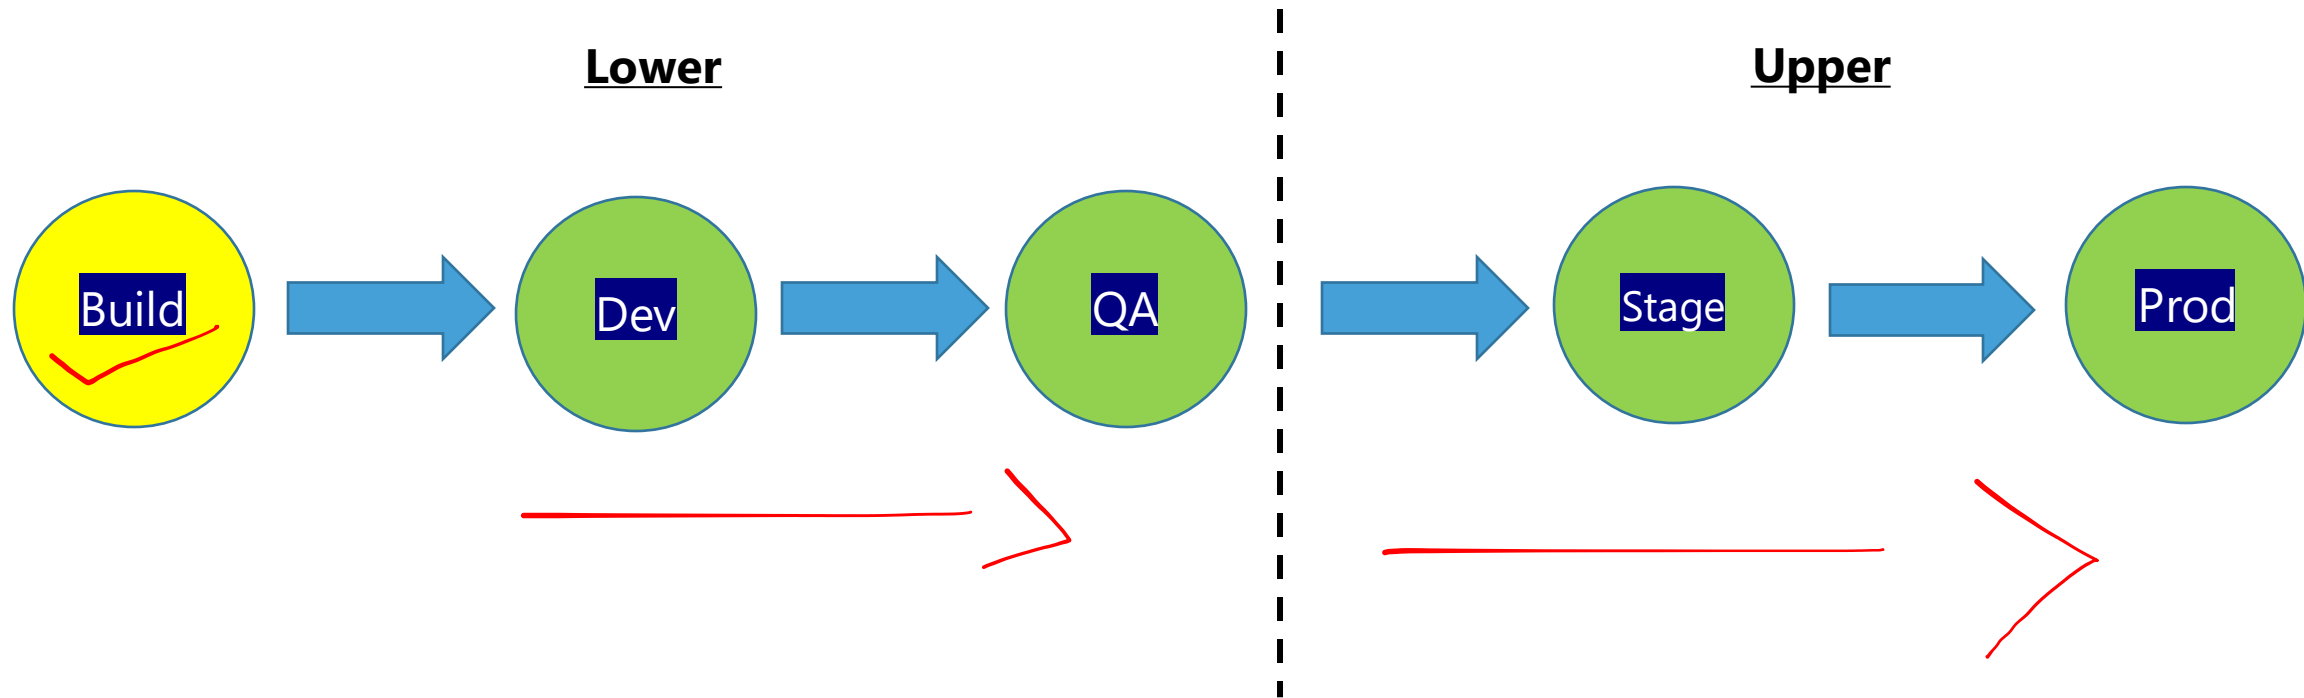 Lower
Upper
Build
Dev
QA
Stage
Prod